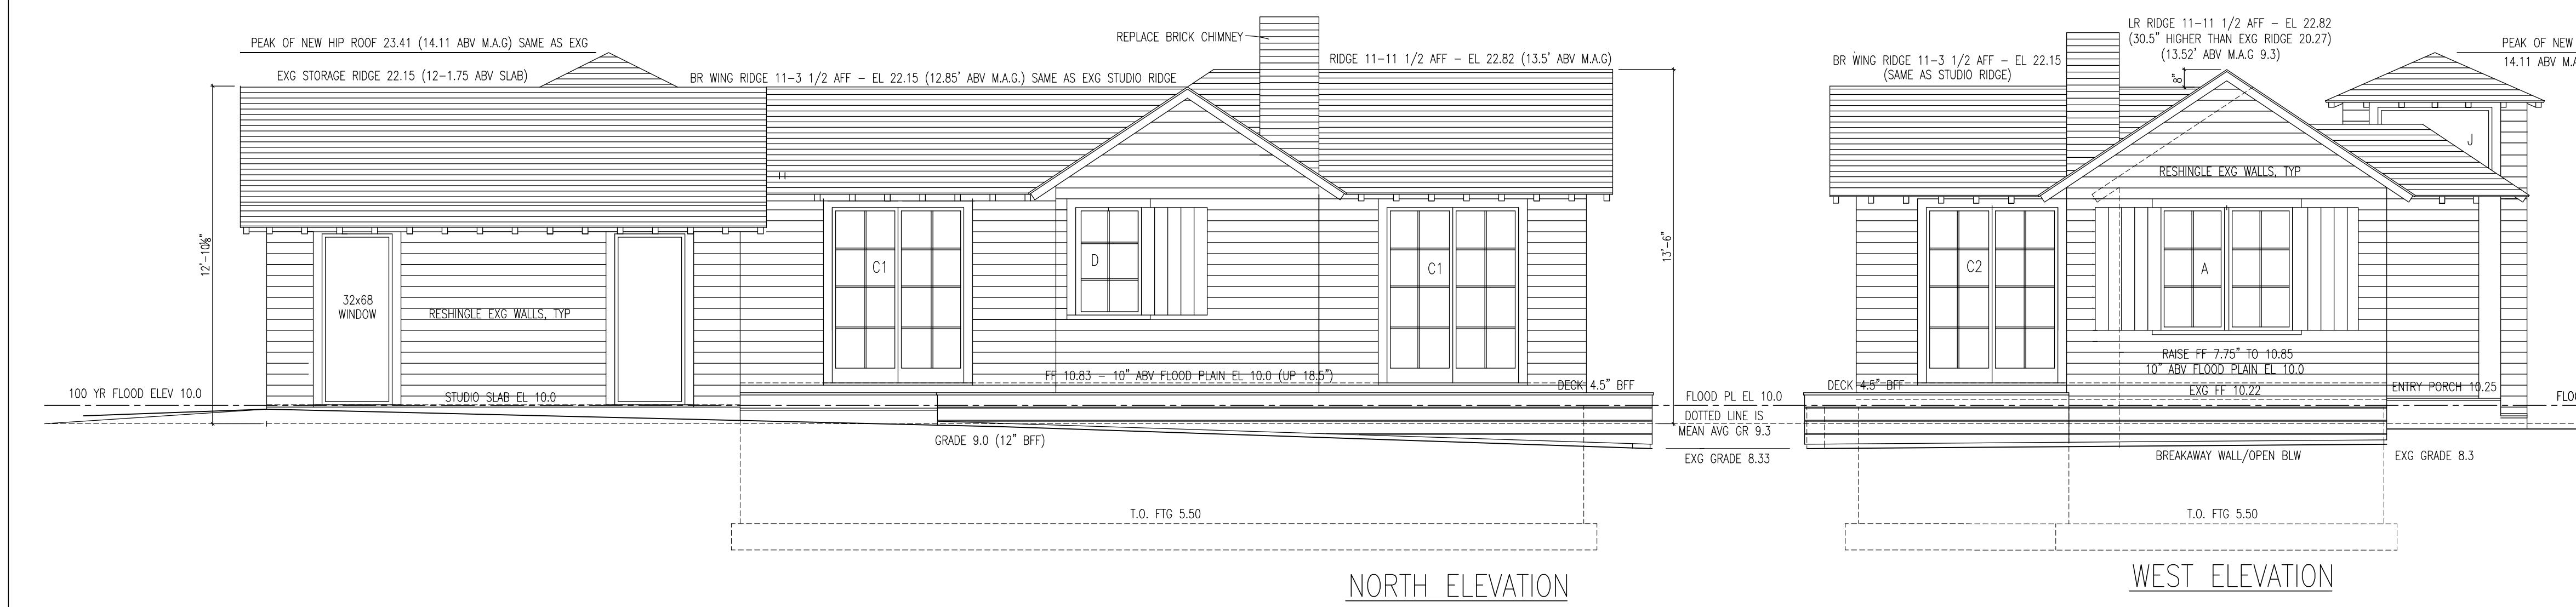 PEAK OF NEW HIP ROOF 23.41 (14.11 ABV M.A.G) SAME AS EXG
EXG STORAGE RIDGE 22.15 (12-1.75 ABV SLAB)
BR WING RIDGE 11-3 1/2 AFF - EL 22.15 (12.85' ABV M.A.G.) SAME AS EXG STUDIO RIDGE
REPLACE BRICK CHIMNEY
RIDGE 11-11 1/2 AFF - EL 22.82 (13.5' ABV M.A.G)
12'-10⅛"
13'-6"
C1
D
C1
32x68
WINDOW
RESHINGLE EXG WALLS, TYP
FF 10.83 - 10" ABV FLOOD PLAIN EL 10.0 (UP 18.5")
DECK 4.5" BFF
100 YR FLOOD ELEV 10.0
STUDIO SLAB EL 10.0
GRADE 9.0 (12" BFF)
FLOOD PL EL 10.0
DOTTED LINE IS
MEAN AVG GR 9.3
EXG GRADE 8.33
T.O. FTG 5.50
NORTH ELEVATION
BR WING RIDGE 11-3 1/2 AFF - EL 22.15
(SAME AS STUDIO RIDGE)
LR RIDGE 11-11 1/2 AFF - EL 22.82
(30.5" HIGHER THAN EXG RIDGE 20.27)
(13.52' ABV M.A.G 9.3)
8"
PEAK OF NEW
14.11 ABV M.A
J
RESHINGLE EXG WALLS, TYP
C2
A
RAISE FF 7.75" TO 10.85
10" ABV FLOOD PLAIN EL 10.0
DECK 4.5" BFF
EXG FF 10.22
ENTRY PORCH 10.25
FLOO
BREAKAWAY WALL/OPEN BLW
EXG GRADE 8.3
T.O. FTG 5.50
WEST ELEVATION